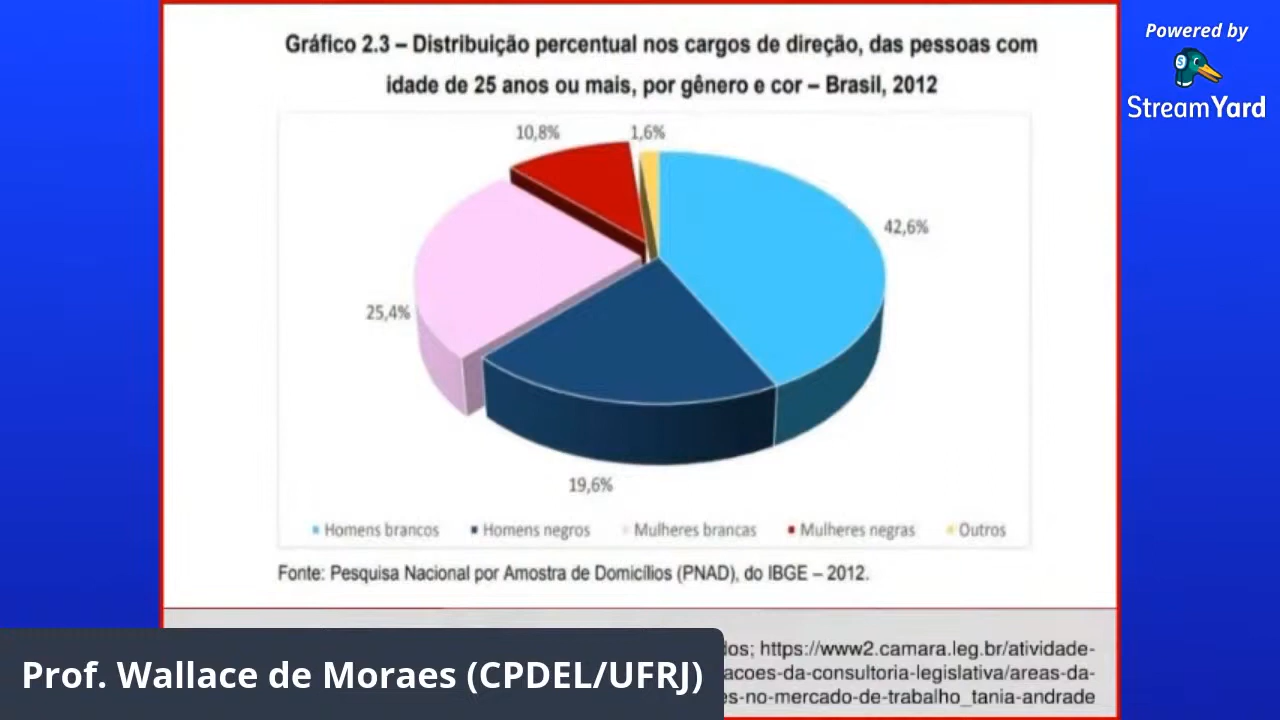 Powered by
StreamYard
Gráfico 2.3 – Distribuição percentual nos cargos de direção, das pessoas com
idade de 25 anos ou mais, por gênero e cor – Brasil, 2012
10,8%
1,6%
42,6%
25,4%
19,6%
Homens brancos
Homens negros
Mulheres brancas
Mulheres negras
Outros
Fonte: Pesquisa Nacional por Amostra de Domicílios (PNAD), do IBGE – 2012.
https://www2.camara.leg.br/atividade-
acoes-da-consultoria-legislativa/areas-da-
es-no-mercado-de-trabalho_tania-andrade
Prof. Wallace de Moraes (CPDEL/UFRJ)